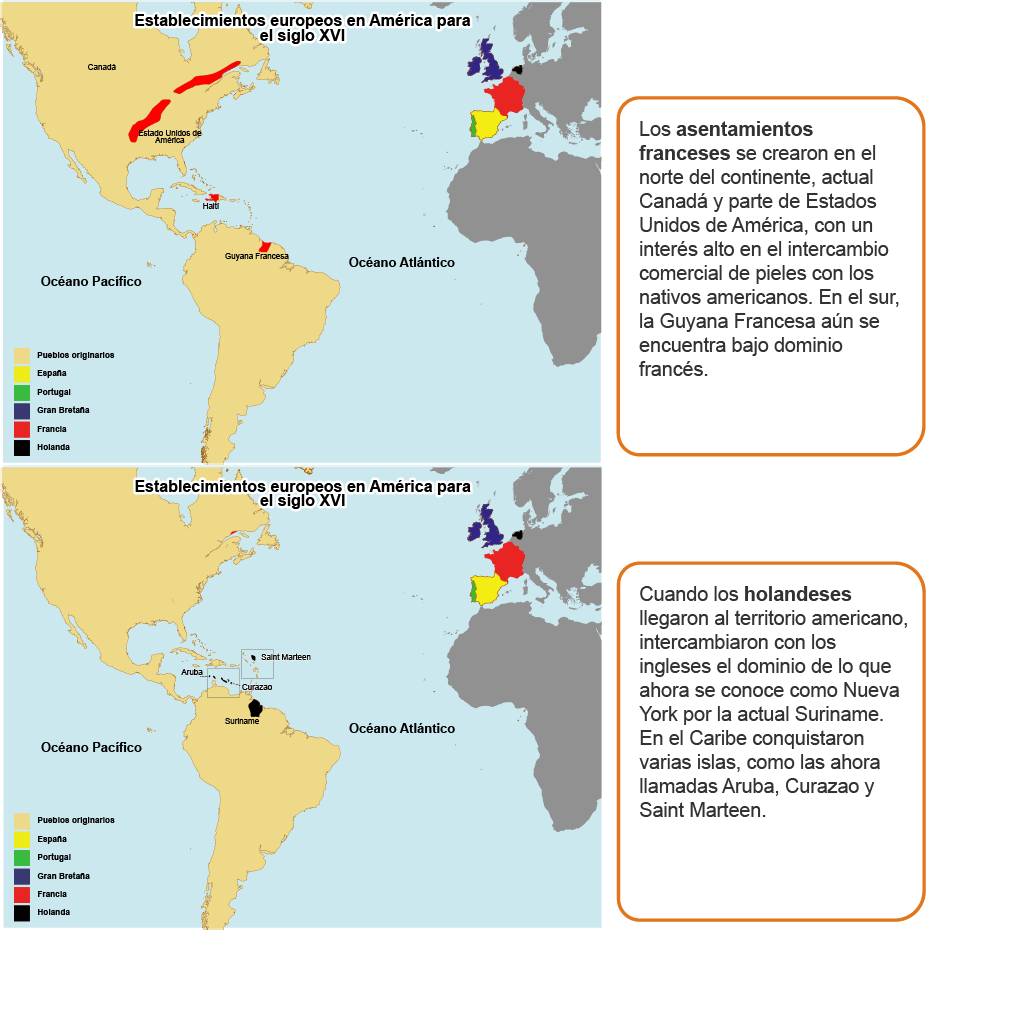 Establecimientos europeos en América para
el siglo XVI
Canadá
Estado Unidos de
América
Haití
Guyana Francesa
Océano Atlántico
Océano Pacífico
Pueblos originarios
España
Portugal
Gran Bretaña
Francia
Holanda
Los asentamientos
franceses se crearon en el
norte del continente, actual
Canadá y parte de Estados
Unidos de América, con un
interés alto en el intercambio
comercial de pieles con los
nativos americanos. En el sur,
la Guyana Francesa aún se
encuentra bajo dominio
francés.
Establecimientos europeos en América para
el siglo XVI
Saint Marteen
Aruba
Curazao
Suriname
Océano Atlántico
Océano Pacífico
Pueblos originarios
España
Portugal
Gran Bretaña
Francia
Holanda
Cuando los holandeses
llegaron al territorio americano,
intercambiaron con los
ingleses el dominio de lo que
ahora se conoce como Nueva
York por la actual Suriname.
En el Caribe conquistaron
varias islas, como las ahora
llamadas Aruba, Curazao y
Saint Marteen.